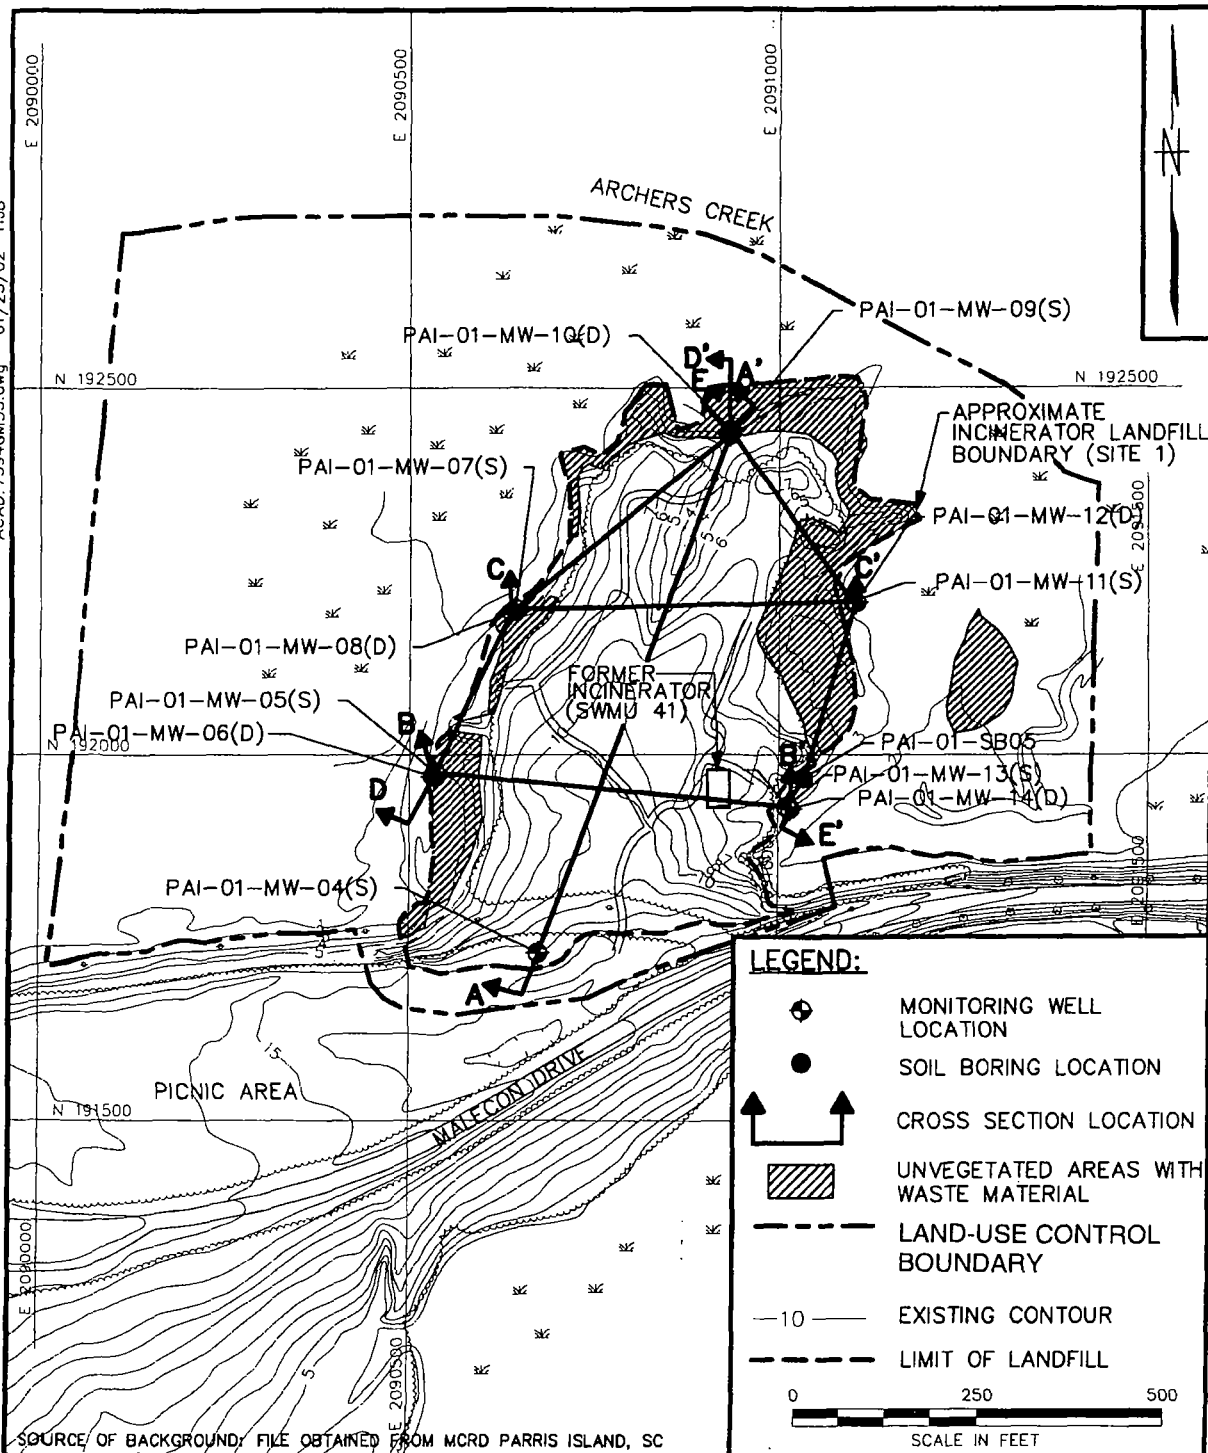 E 2090000
E 2090500
E 2091000
N
ARCHERS CREEK
PAI-01-MW-09(S)
PAI-01-MW-10(D)
D'
E
A'
N 192500
N 192500
APPROXIMATE
INCINERATOR LANDFILL
BOUNDARY (SITE 1)
PAI-01-MW-07(S)
PAI-01-MW-12(D)
C
C'
PAI-01-MW-11(S)
PAI-01-MW-08(D)
FORMER
INCINERATOR
(SWMU 41)
PAI-01-MW-05(S)
PAI-01-MW-06(D)
B
N 192000
PAI-01-SB05
B'
PAI-01-MW-13(S)
PAI-01-MW-14(D)
D
E'
PAI-01-MW-04(S)
A
15
PICNIC AREA
MALECON DRIVE
N 191500
E 2090000
E 2090500
5
LEGEND:
MONITORING WELL
LOCATION
SOIL BORING LOCATION
CROSS SECTION LOCATION
UNVEGETATED AREAS WITH
WASTE MATERIAL
LAND-USE CONTROL
BOUNDARY
10
EXISTING CONTOUR
LIMIT OF LANDFILL
0 250 500
SCALE IN FEET
SOURCE OF BACKGROUND: FILE OBTAINED FROM MCRD PARRIS ISLAND, SC